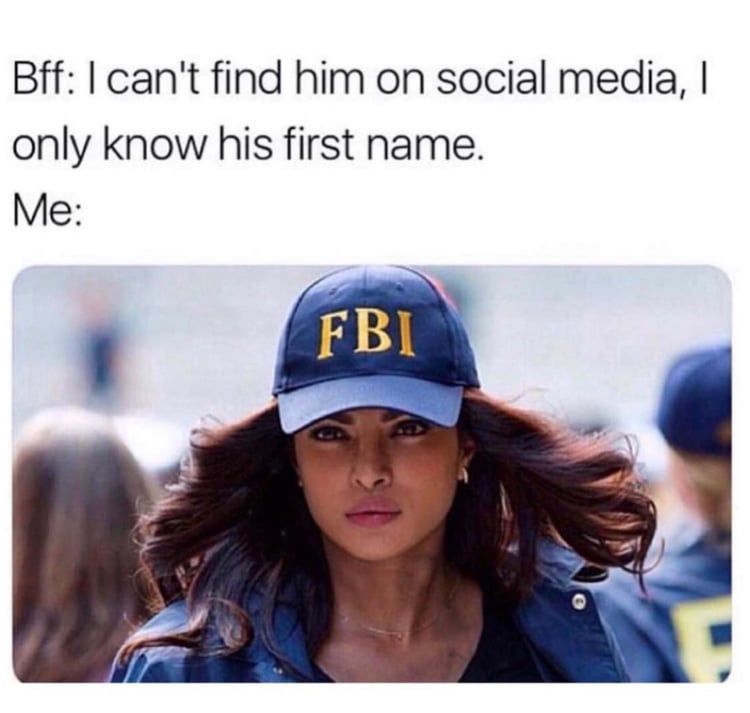 Bff: I can't find him on social media, I
only know his first name.
Me:
FBI